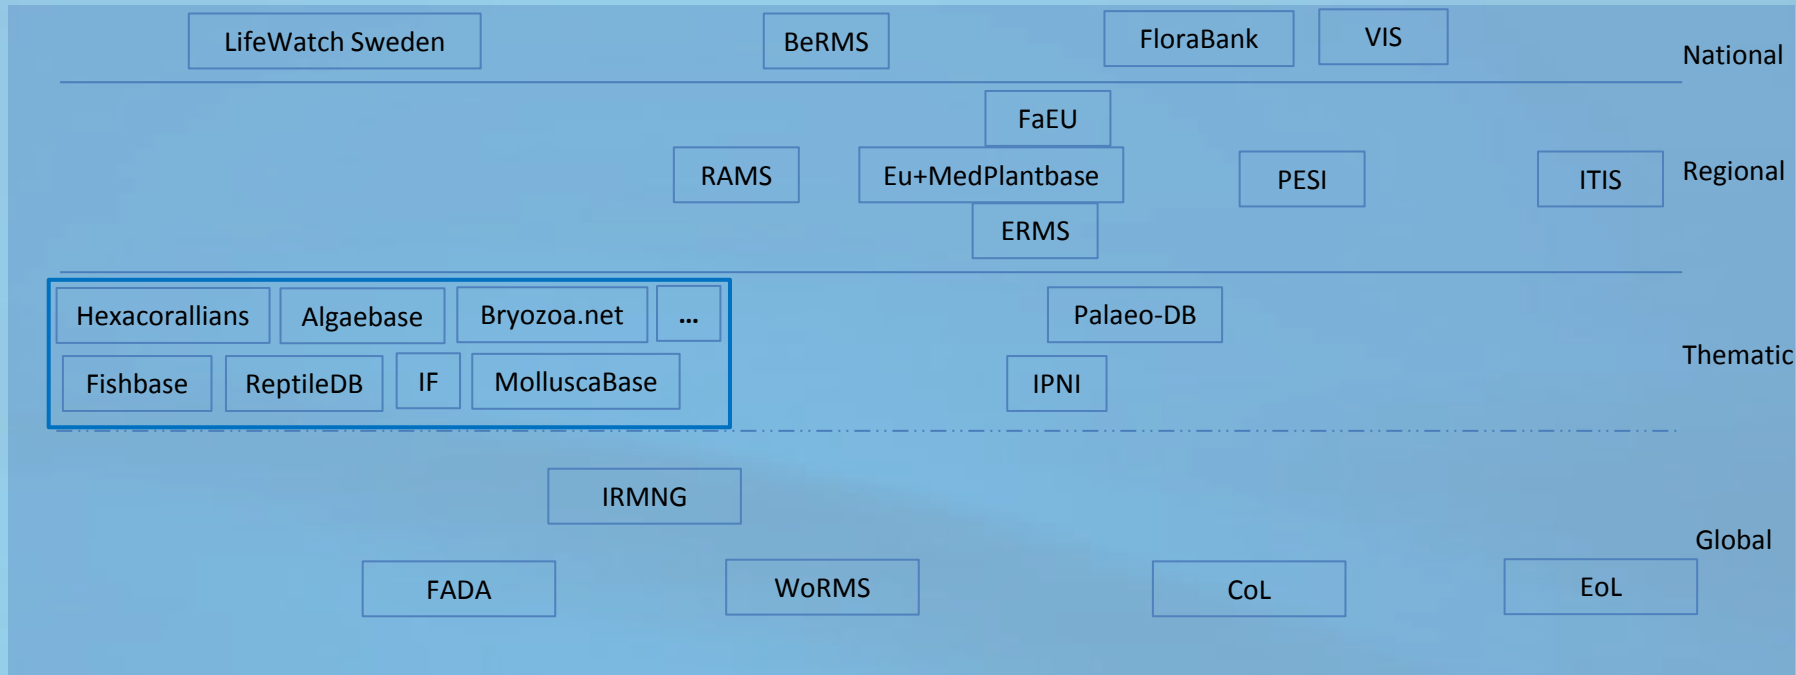 LifeWatch Sweden
BeRMS
FloraBank
VIS
National
FaEU
RAMS
Eu+MedPlantbase
PESI
ITIS
Regional
ERMS
Hexacorallians
Algaebase
Bryozoa.net
...
Palaeo-DB
Thematic
Fishbase
ReptileDB
IF
MolluscaBase
IPNI
IRMNG
Global
FADA
WoRMS
CoL
EoL